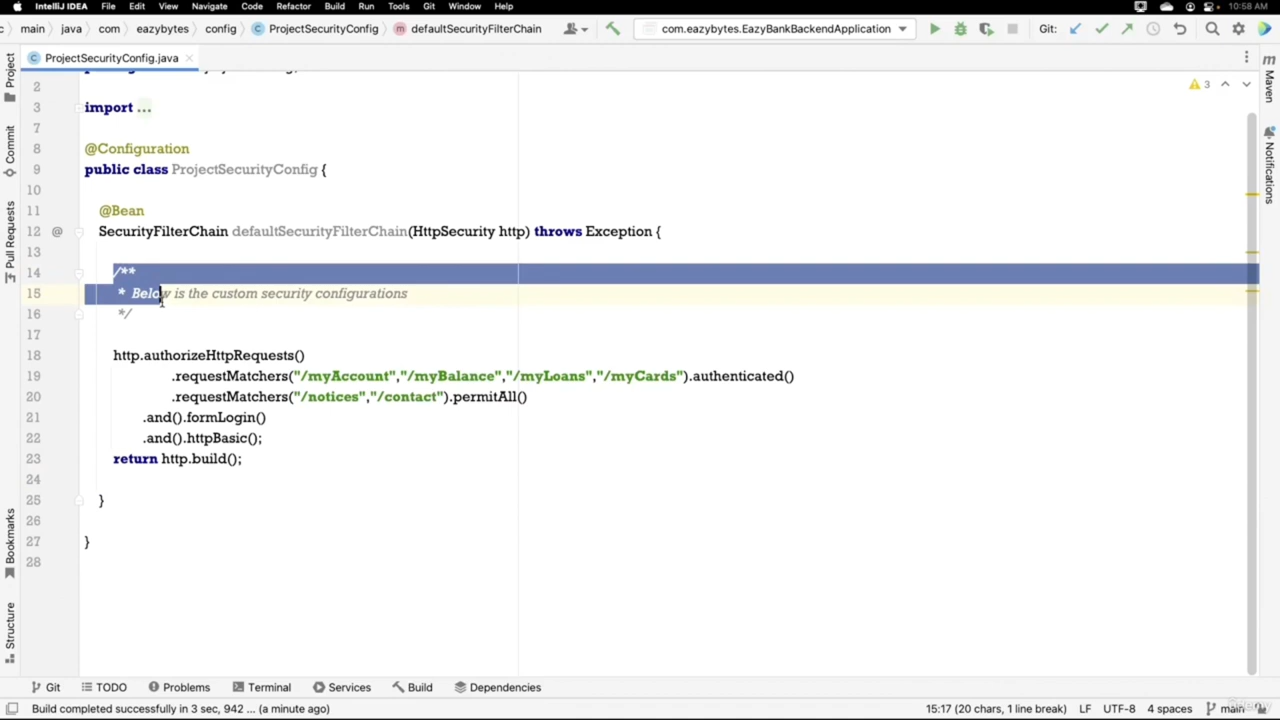 IntelliJ IDEA File Edit View Navigate Code Refactor Build Run Tools Git Window Help 10:58 AM
main java com eazybytes config ProjectSecurityConfig defaultSecurityFilterChain com.eazybytes.EazyBankBackendApplication Git:
ProjectSecurityConfig.java
Project
Commit
Pull Requests
Bookmarks
Structure
Maven
Notifications
3
2
3 import ...
7
8 @Configuration
9 public class ProjectSecurityConfig {
10
11 @Bean
12 @ SecurityFilterChain defaultSecurityFilterChain(HttpSecurity http) throws Exception {
13
14 /**
15 * Below is the custom security configurations
16 */
17
18 http.authorizeHttpRequests()
19 .requestMatchers("/myAccount","/myBalance","/myLoans","/myCards").authenticated()
20 .requestMatchers("/notices","/contact").permitAll()
21 .and().formLogin()
22 .and().httpBasic();
23 return http.build();
24
25 }
26
27 }
28
Git TODO Problems Terminal Services Build Dependencies
Build completed successfully in 3 sec, 942 ... (a minute ago) 15:17 (20 chars, 1 line break) LF UTF-8 4 spaces main